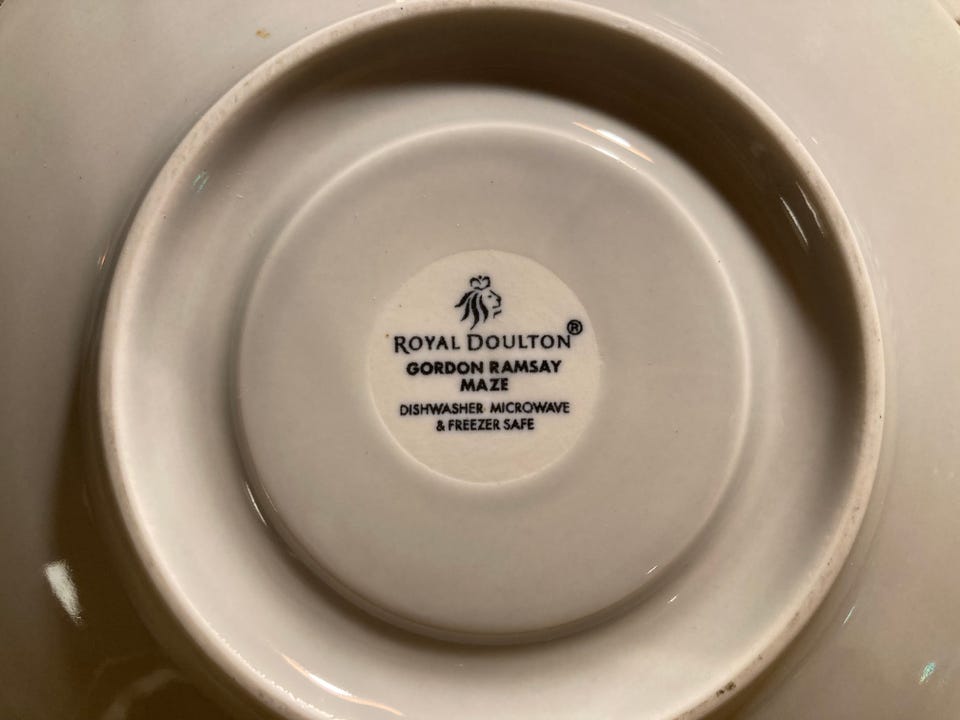 ROYAL DOULTON®
GORDON RAMSAY
MAZE
DISHWASHER MICROWAVE
& FREEZER SAFE